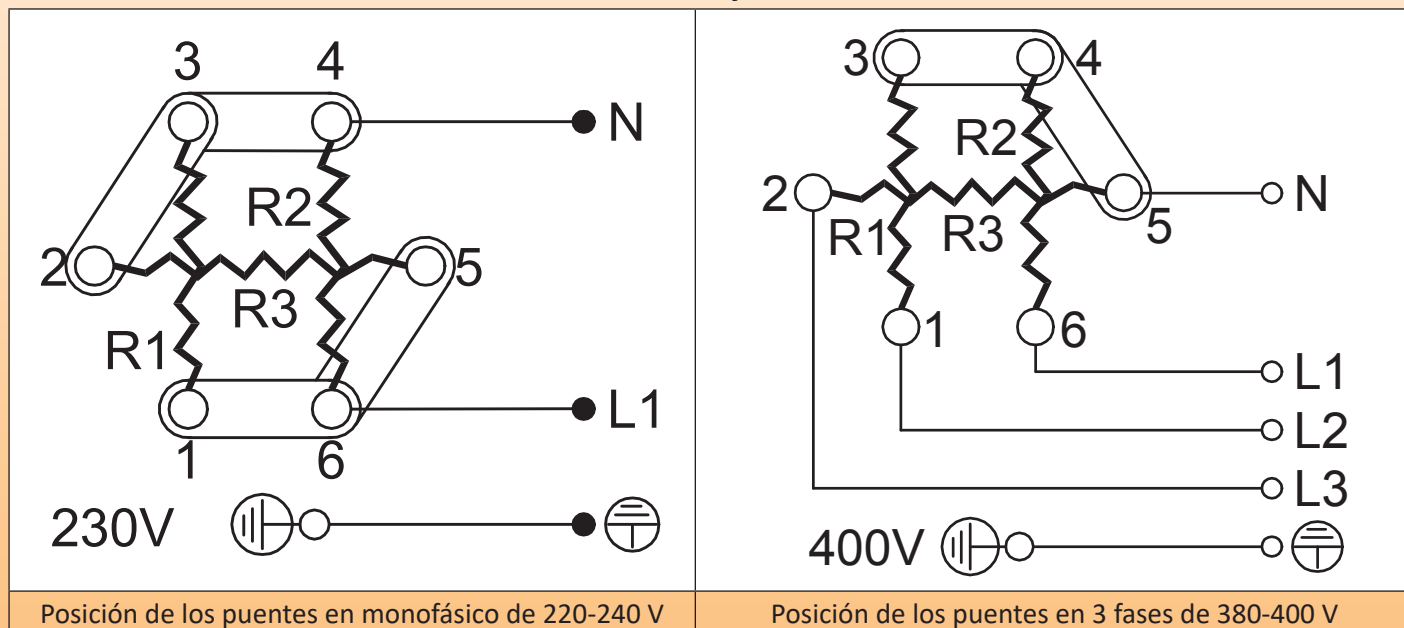 3 4
N
R2
2 5
R3
R1
L1
1 6
230V
Posición de los puentes en monofásico de 220-240 V
3 4
R2
2 N
R1 R3 5
1 6
L1
L2
L3
400V
Posición de los puentes en 3 fases de 380-400 V